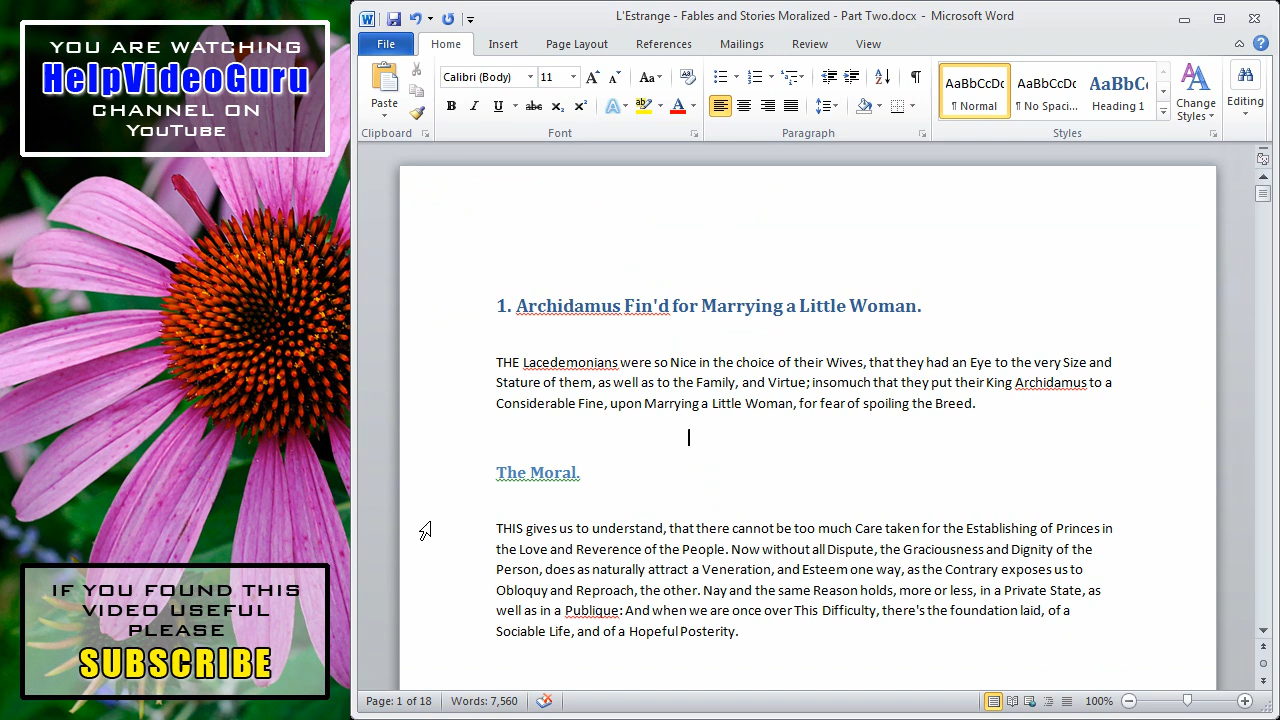 YOU ARE WATCHING
HelpVideoGuru
CHANNEL ON
YouTube
IF YOU FOUND THIS
VIDEO USEFUL
PLEASE
SUBSCRIBE
L'Estrange - Fables and Stories Moralized - Part Two.docx - Microsoft Word
File Home Insert Page Layout References Mailings Review View
Paste
Clipboard
Calibri (Body) 11
Font
Paragraph
AaBbCcDc AaBbCcDc AaBbC
¶ Normal ¶ No Spaci... Heading 1
Change Styles
Styles
Editing
1. Archidamus Fin'd for Marrying a Little Woman.
THE Lacedemonians were so Nice in the choice of their Wives, that they had an Eye to the very Size and
Stature of them, as well as to the Family, and Virtue; insomuch that they put their King Archidamus to a
Considerable Fine, upon Marrying a Little Woman, for fear of spoiling the Breed.
The Moral.
THIS gives us to understand, that there cannot be too much Care taken for the Establishing of Princes in
the Love and Reverence of the People. Now without all Dispute, the Graciousness and Dignity of the
Person, does as naturally attract a Veneration, and Esteem one way, as the Contrary exposes us to
Obloquy and Reproach, the other. Nay and the same Reason holds, more or less, in a Private State, as
well as in a Publique: And when we are once over This Difficulty, there's the foundation laid, of a
Sociable Life, and of a Hopeful Posterity.
Page: 1 of 18 Words: 7,560 100%